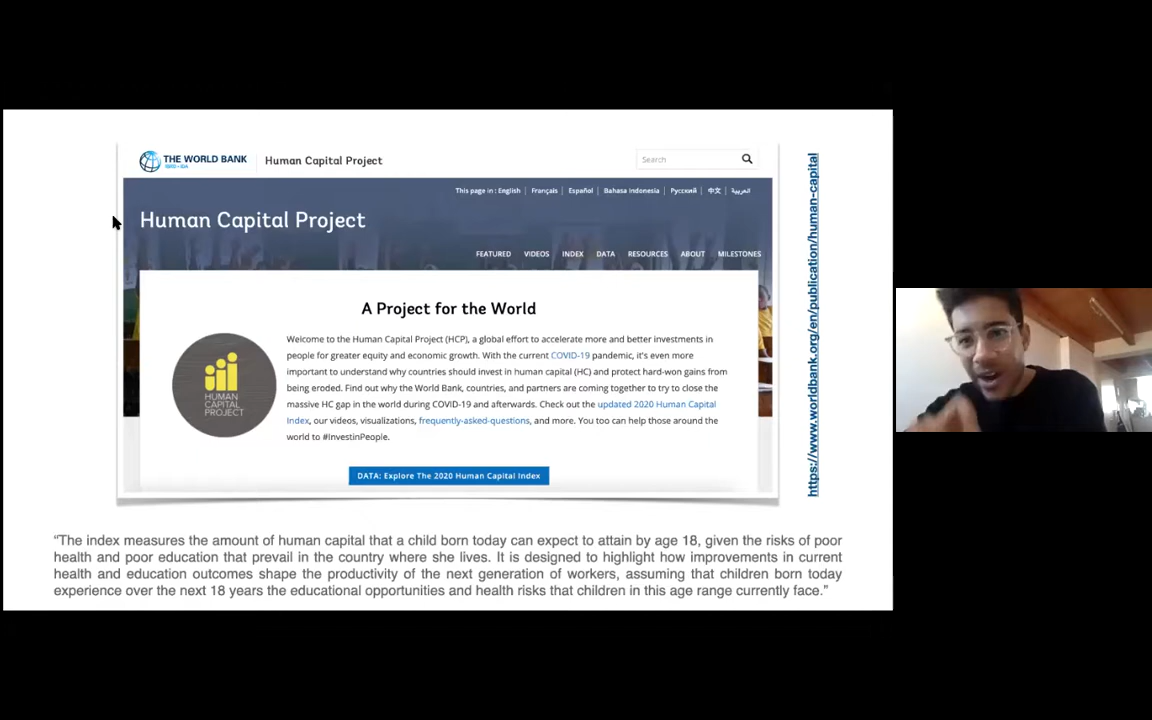 THE WORLD BANK
IBRD • IDA
Human Capital Project
Search
This page in : English | Français | Español | Bahasa Indonesia | Русский | 中文 | العربية
Human Capital Project
FEATURED VIDEOS INDEX DATA RESOURCES ABOUT MILESTONES
A Project for the World
Welcome to the Human Capital Project (HCP), a global effort to accelerate more and better investments in
people for greater equity and economic growth. With the current COVID-19 pandemic, it's even more
important to understand why countries should invest in human capital (HC) and protect hard-won gains from
being eroded. Find out why the World Bank, countries, and partners are coming together to try to close the
massive HC gap in the world during COVID-19 and afterwards. Check out the updated 2020 Human Capital
Index, our videos, visualizations, frequently-asked-questions, and more. You too can help those around the
world to #InvestinPeople.
HUMAN
CAPITAL
PROJECT
DATA: Explore The 2020 Human Capital Index
https://www.worldbank.org/en/publication/human-capital
“The index measures the amount of human capital that a child born today can expect to attain by age 18, given the risks of poor
health and poor education that prevail in the country where she lives. It is designed to highlight how improvements in current
health and education outcomes shape the productivity of the next generation of workers, assuming that children born today
experience over the next 18 years the educational opportunities and health risks that children in this age range currently face.”